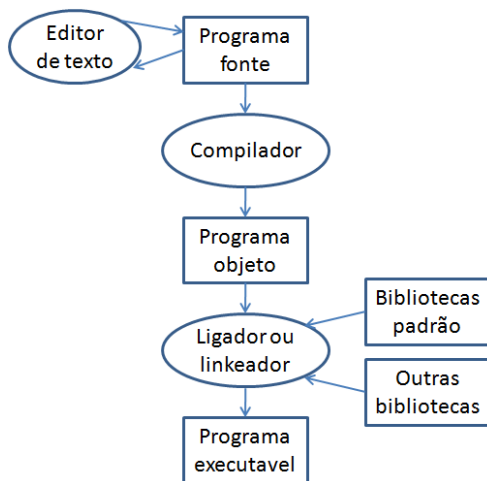 Editor
de texto
Programa
fonte
Compilador
Programa
objeto
Bibliotecas
padrão
Ligador ou
linkeador
Outras
bibliotecas
Programa
executavel